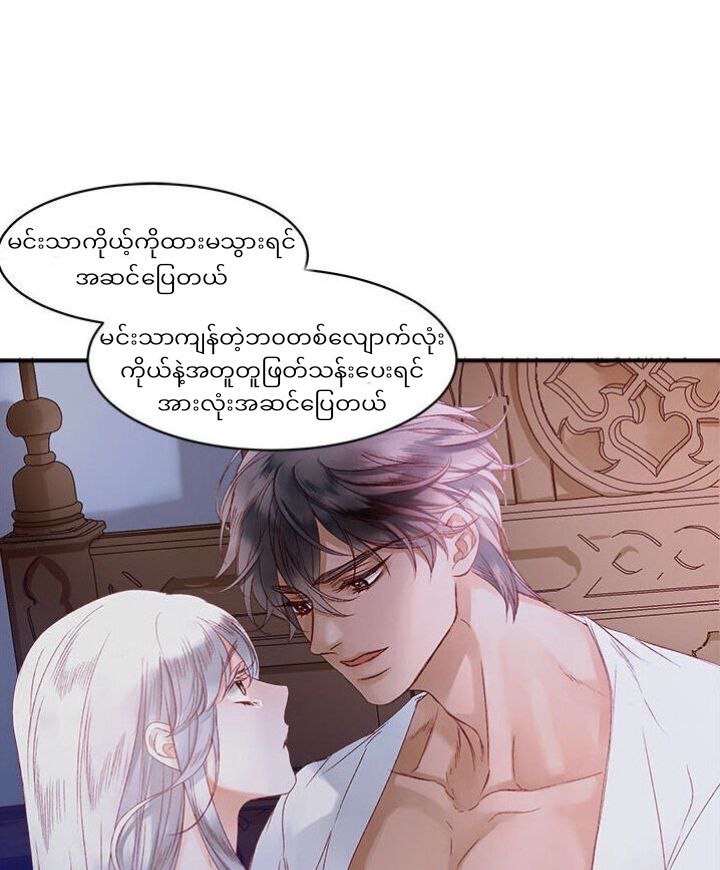 မင်းသာကိုယ့်ကိုထားမသွားရင်
အဆင်ပြေတယ်
မင်းသာကျန်တဲ့ဘဝတစ်လျောက်လုံး
ကိုယ်နဲ့အတူတူဖြတ်သန်းပေးရင်
အားလုံးအဆင်ပြေတယ်